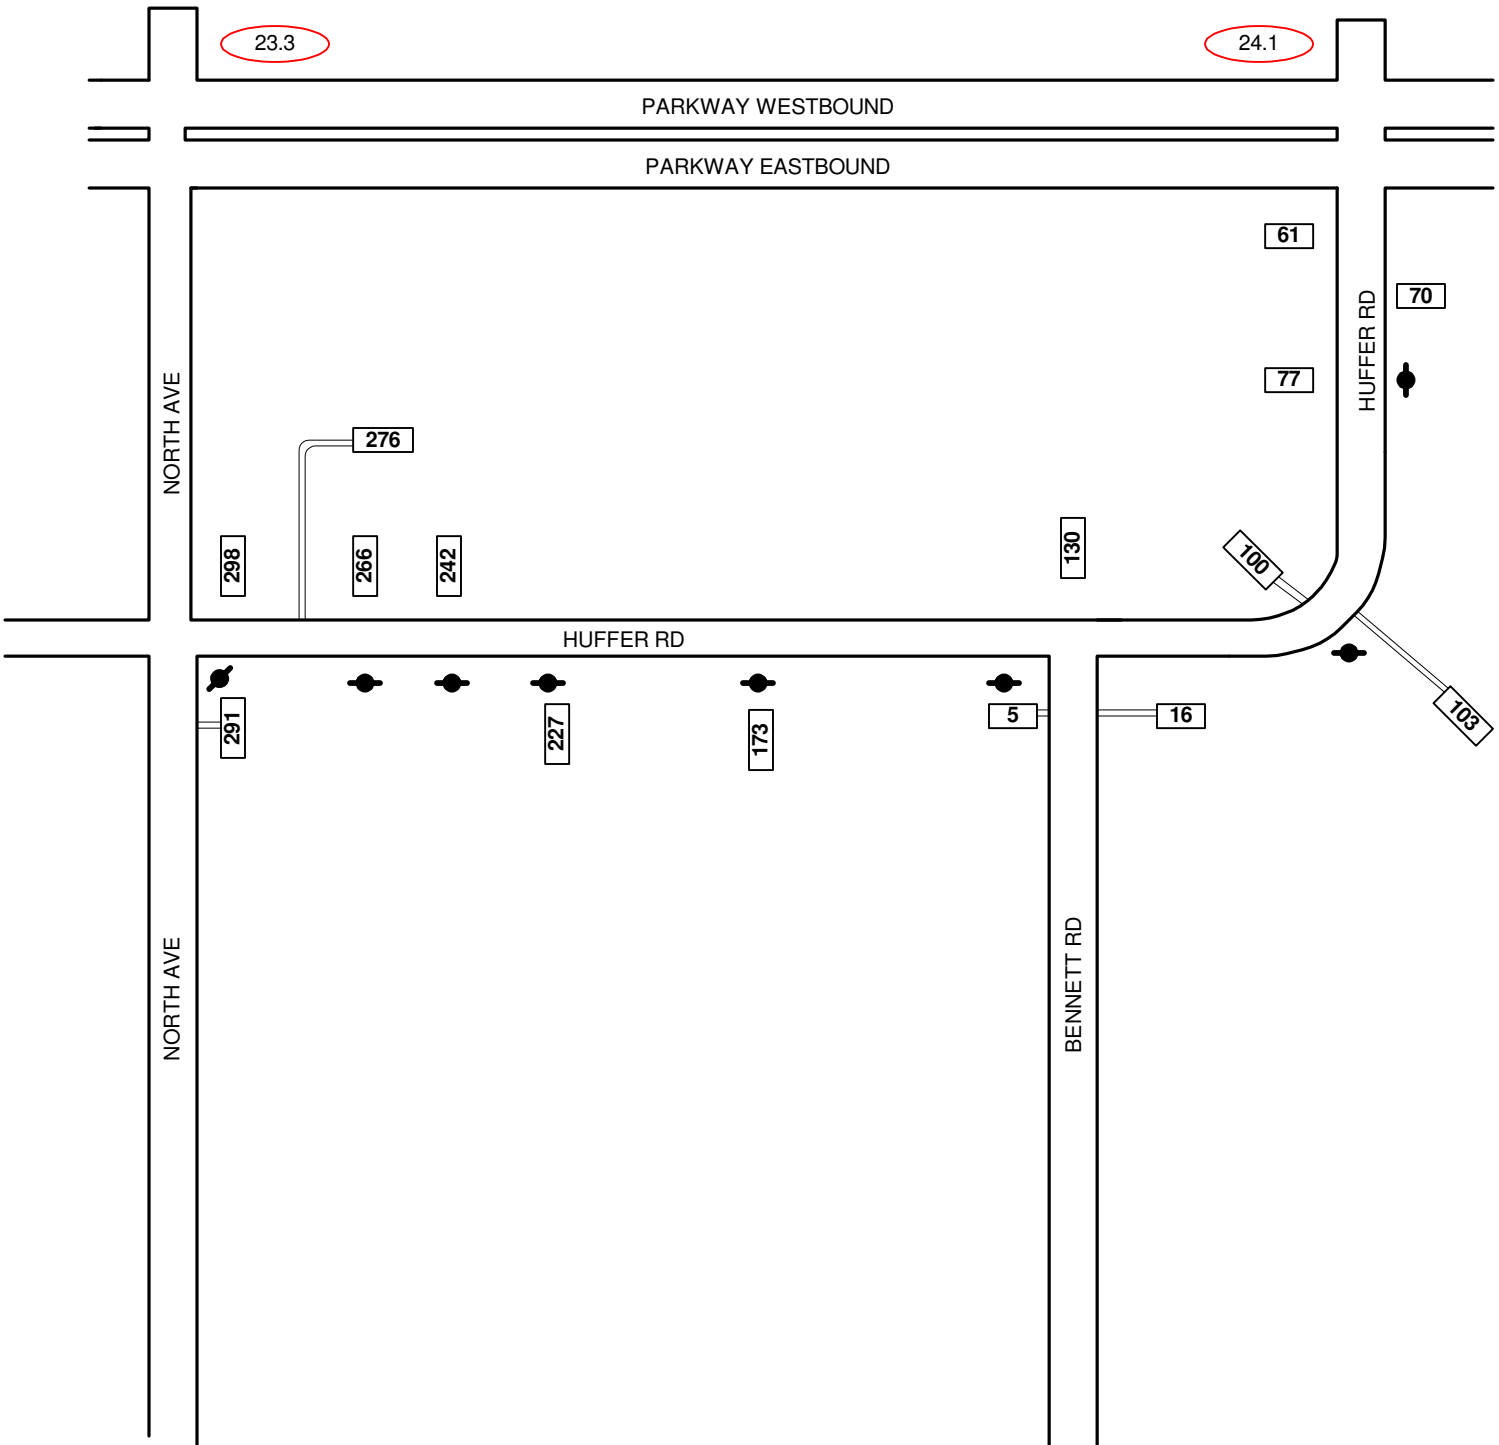 23.3
24.1
PARKWAY WESTBOUND
PARKWAY EASTBOUND
61
70
HUFFER RD
77
NORTH AVE
276
298
266
242
130
100
HUFFER RD
291
227
173
5
16
103
NORTH AVE
BENNETT RD